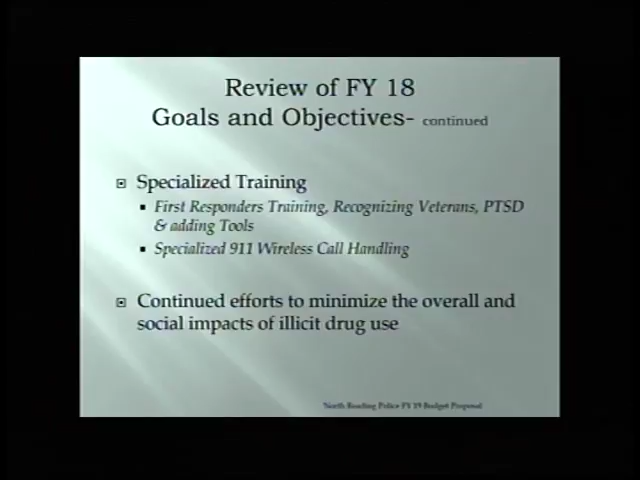 Review of FY 18
Goals and Objectives- continued
Specialized Training
First Responders Training, Recognizing Veterans, PTSD
& adding Tools
Specialized 911 Wireless Call Handling
Continued efforts to minimize the overall and
social impacts of illicit drug use
North Reading Police FY 19 Budget Proposal